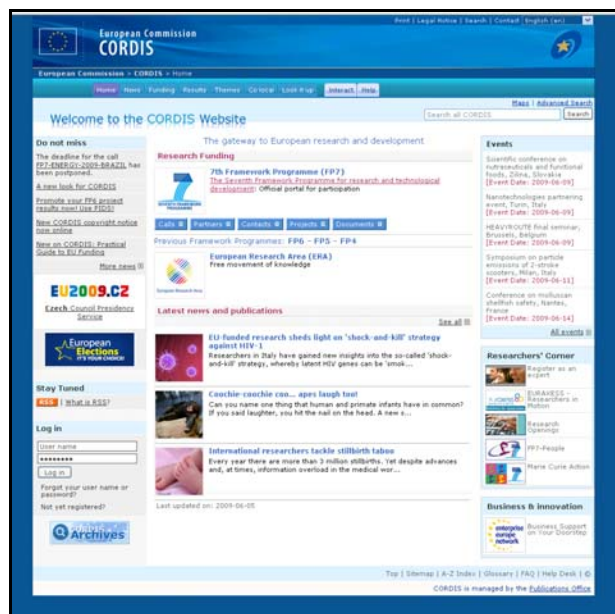 Print | Legal Notice | Search | Contact English (en)
European Commission
CORDIS
European Commission > CORDIS > Home
Home News Funding Results Themes Go local Look it up Interact Help
Maps | Advanced Search
Search all CORDIS Search
Welcome to the CORDIS Website
Do not miss
The deadline for the call
FP7-ENERGY-2009-BRAZIL has
been postponed.
A new look for CORDIS
Promote your FP6 project
results now! Use PIDS!
New CORDIS copyright notice
now online
New on CORDIS: Practical
Guide to EU Funding
More news
EU2009.CZ
Czech Council Presidency
Service
European
Elections
IT'S YOUR CHOICE!
Stay Tuned
RSS | What is RSS?
Log in
User name
Log in
Forgot your user name or
password?
Not yet registered?
CORDIS
Archives
The gateway to European research and development
Research Funding
SEVENTH FRAMEWORK
PROGRAMME
7th Framework Programme (FP7)
The Seventh Framework Programme for research and technological
development: Official portal for participation
Calls Partners Contacts Projects Documents
Previous Framework Programmes: FP6 - FP5 - FP4
European Research Area
European Research Area (ERA)
Free movement of knowledge
Latest news and publications
See all
EU-funded research sheds light on 'shock-and-kill' strategy
against HIV-1
Researchers in Italy have gained new insights into the so-called 'shock-
and-kill' strategy, whereby latent HIV genes can be 'smok...
Coochie-coochie coo... apes laugh too!
Can you name one thing that human and primate infants have in common?
If you said laughter, you hit the nail on the head. A new s...
International researchers tackle stillbirth taboo
Every year there are more than 3 million stillbirths. Yet despite advances
and, at times, information overload in the medical wor...
Last updated on: 2009-06-05
Events
Scientific conference on
nutraceuticals and functional
foods, Zilina, Slovakia
[Event Date: 2009-06-09]
Nanotechnologies partnering
event, Turin, Italy
[Event Date: 2009-06-09]
HEAVYROUTE final seminar,
Brussels, Belgium
[Event Date: 2009-06-09]
Symposium on particle
emissions of 2-stroke
scooters, Milan, Italy
[Event Date: 2009-06-11]
Conference on molluscan
shellfish safety, Nantes,
France
[Event Date: 2009-06-14]
All events
Researchers' Corner
Register as an
expert
EURAXESS -
Researchers in
Motion
Research
Openings
FP7-People
Marie Curie Action
Business & innovation
enterprise
europe
network
Business Support
on Your Doorstep
Top | Sitemap | A-Z Index | Glossary | FAQ | Help Desk | ©
CORDIS is managed by the Publications Office